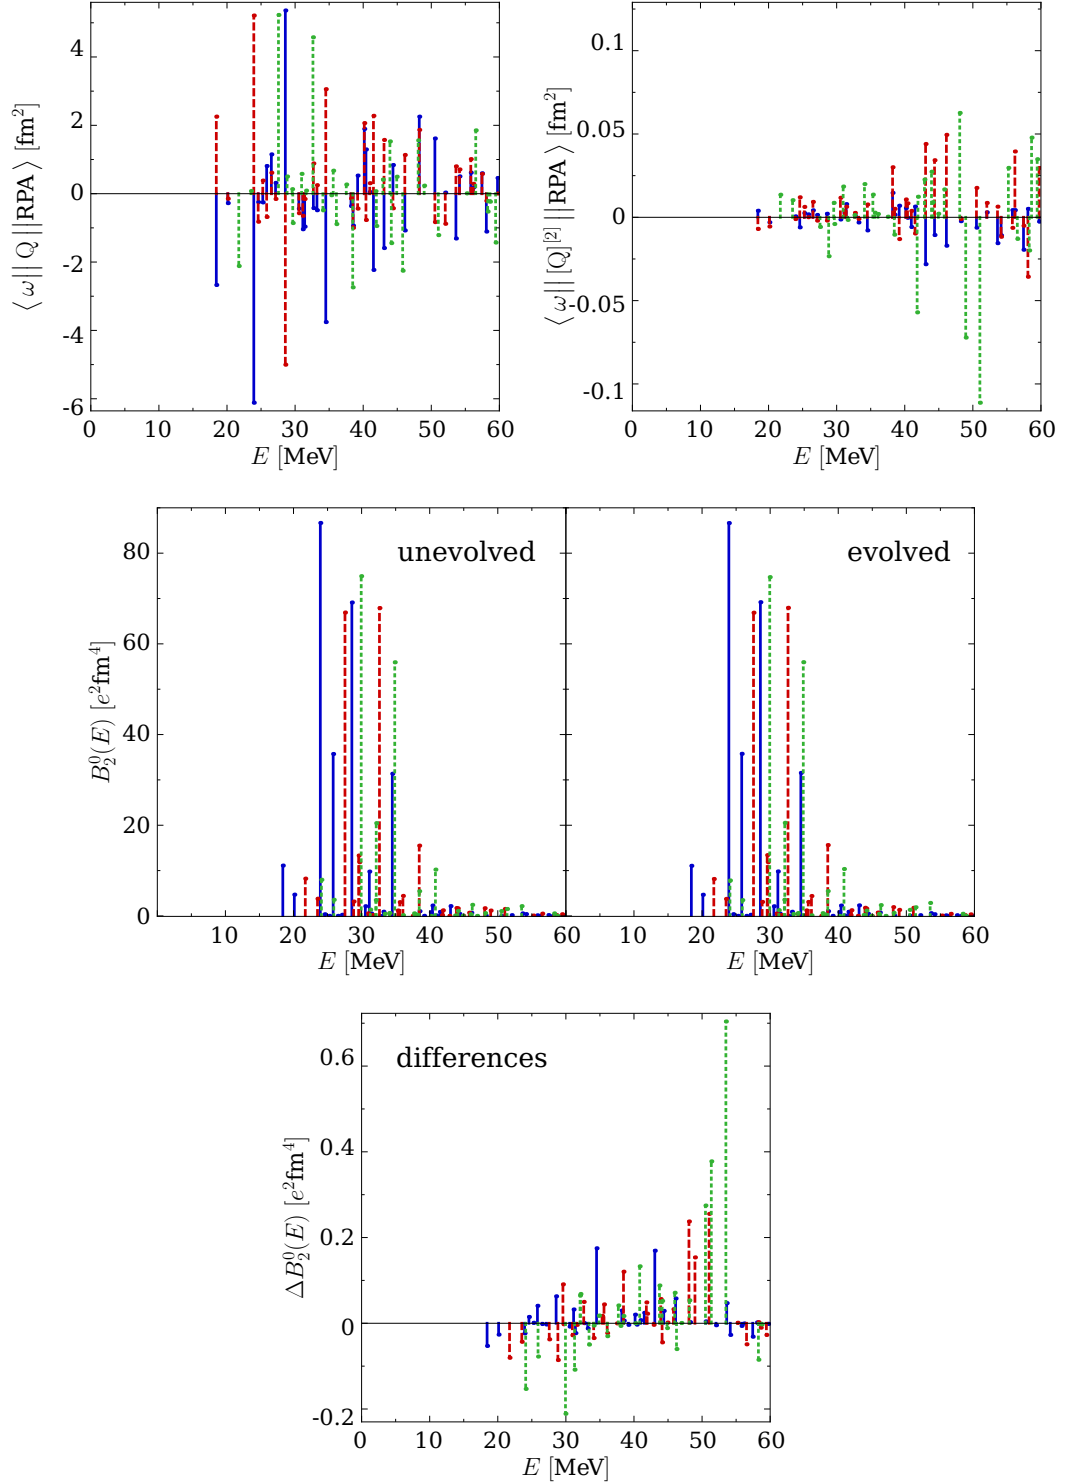 ⟨ ω|| Q ||RPA ⟩ [fm²]
4
2
0
-2
-4
-6
0 10 20 30 40 50 60
E [MeV]
⟨ ω|| [Q]^[2] ||RPA ⟩ [fm²]
0.1
0.05
0
-0.05
-0.1
0 10 20 30 40 50 60
E [MeV]
B₂⁰(E) [e²fm⁴]
80
60
40
20
0
unevolved
evolved
10 20 30 40 50 60 10 20 30 40 50 60
E [MeV] E [MeV]
ΔB₂⁰(E) [e²fm⁴]
differences
0.6
0.4
0.2
0
-0.2
0 10 20 30 40 50 60
E [MeV]